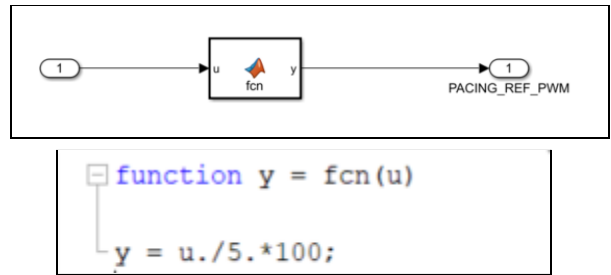 1
u
y
fcn
1
PACING_REF_PWM
function y = fcn(u)
y = u./5.*100;